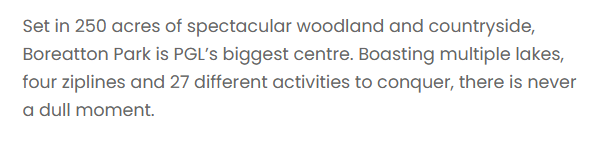 Set in 250 acres of spectacular woodland and countryside,
Boreatton Park is PGL’s biggest centre. Boasting multiple lakes,
four ziplines and 27 different activities to conquer, there is never
a dull moment.